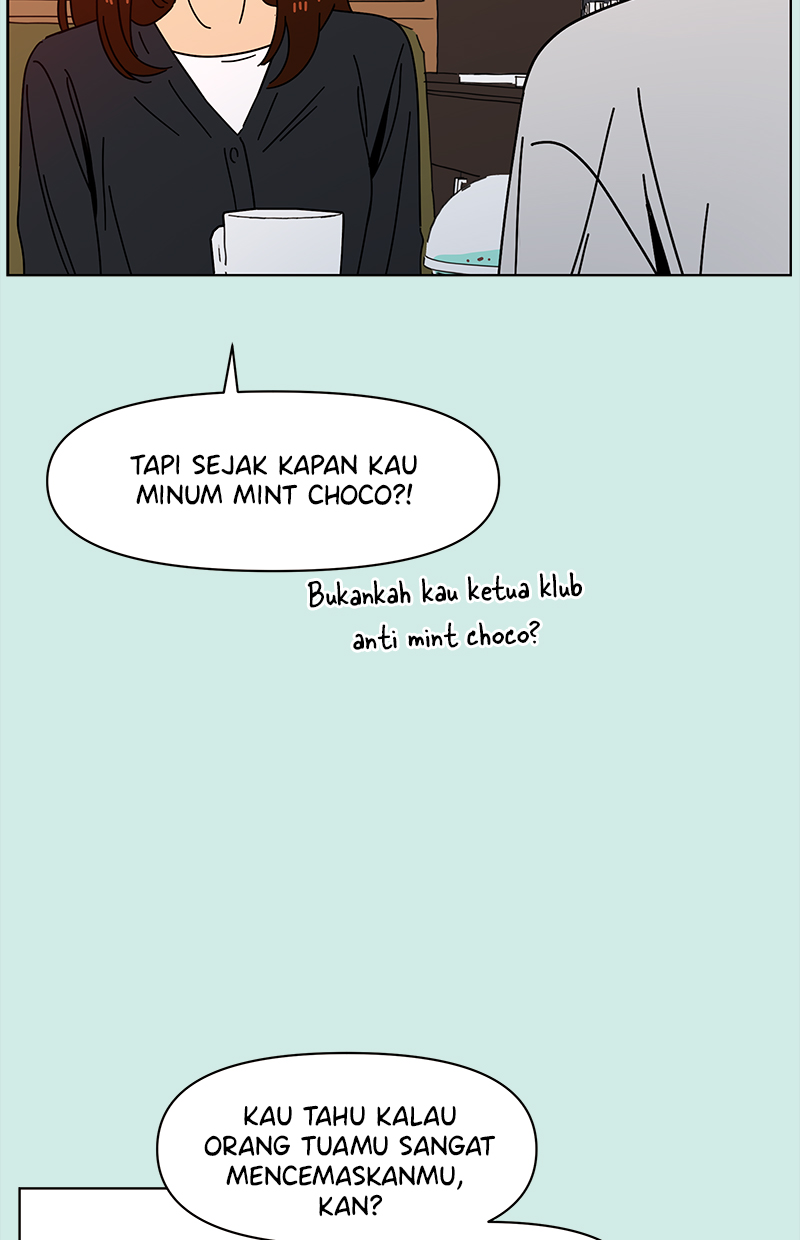 TAPI SEJAK KAPAN KAU
MINUM MINT CHOCO?!
Bukankah kau ketua klub
anti mint choco?
KAU TAHU KALAU
ORANG TUAMU SANGAT
MENCEMASKANMU,
KAN?